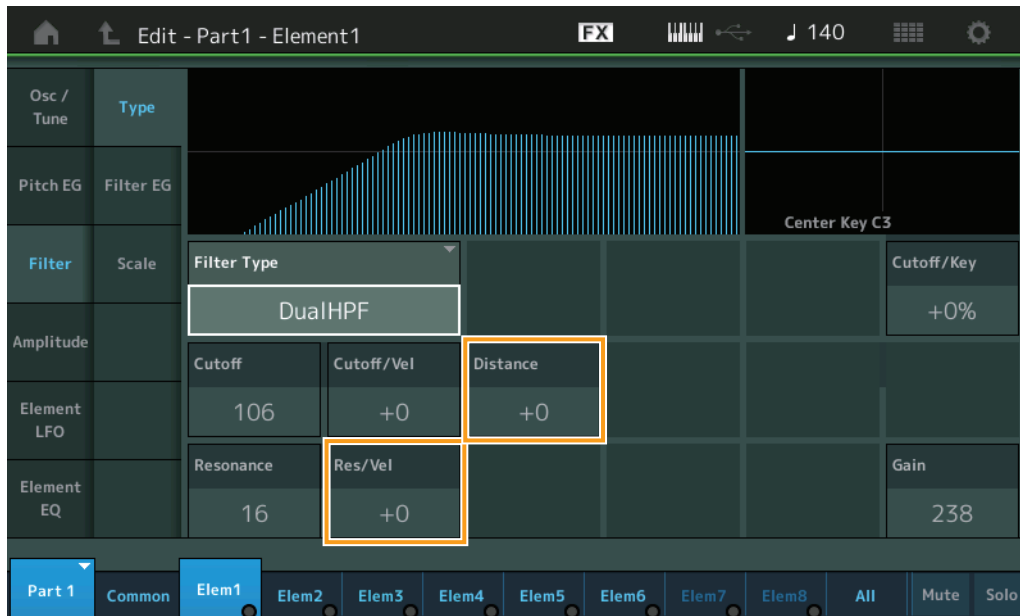 Edit - Part1 - Element1
FX
♩ 140
Osc /
Tune
Type
Pitch EG
Filter EG
Center Key C3
Filter
Scale
Filter Type
Cutoff/Key
DualHPF
+0%
Amplitude
Cutoff
Cutoff/Vel
Distance
106
+0
+0
Element
LFO
Resonance
Res/Vel
Gain
Element
EQ
16
+0
238
Part 1
Common
Elem1
Elem2
Elem3
Elem4
Elem5
Elem6
Elem7
Elem8
All
Mute
Solo